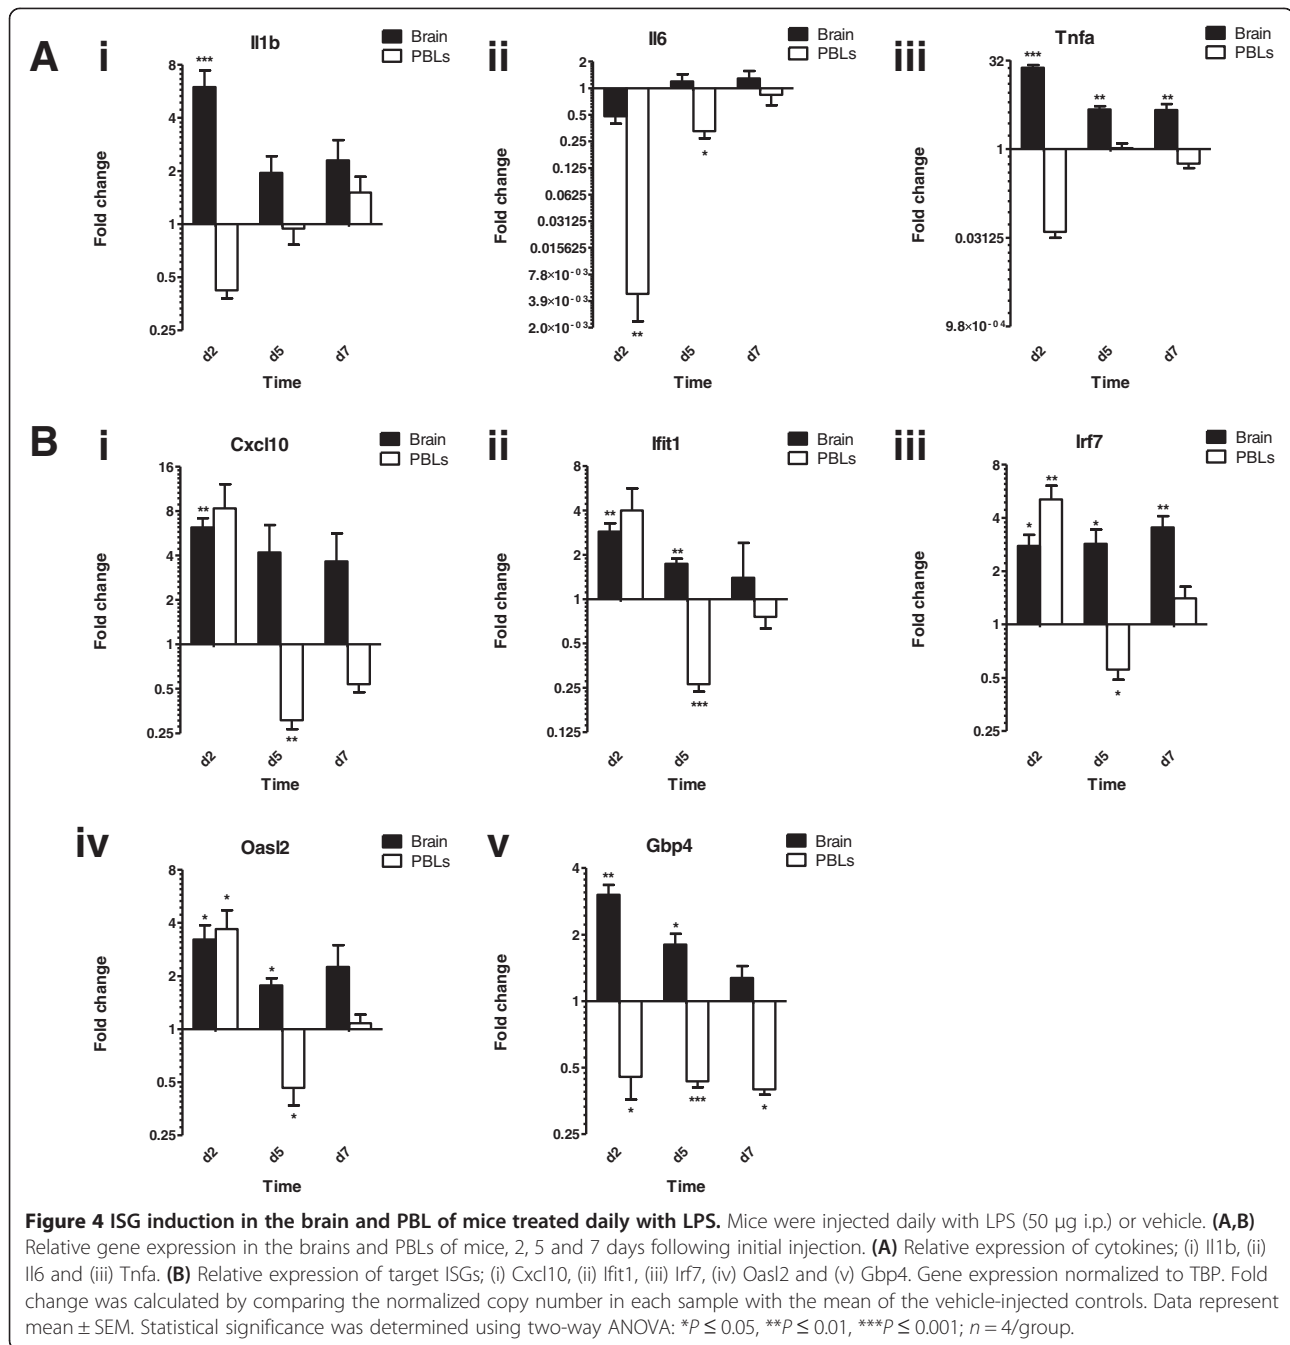 A
i
Il1b
Brain
PBLs
***
8
4
2
1
0.5
0.25
Fold change
d2
d5
d7
Time
ii
Il6
Brain
PBLs
2
1
0.5
0.25
0.125
0.0625
0.03125
0.015625
7.8×10⁻⁰³
3.9×10⁻⁰³
2.0×10⁻⁰³
Fold change
*
**
d2
d5
d7
Time
iii
Tnfa
Brain
PBLs
***
**
**
32
1
0.03125
9.8×10⁻⁰⁴
Fold change
d2
d5
d7
Time
B
i
Cxcl10
Brain
PBLs
16
8
4
2
1
0.5
0.25
Fold change
**
**
d2
d5
d7
Time
ii
Ifit1
Brain
PBLs
8
4
2
1
0.5
0.25
0.125
Fold change
**
**
***
d2
d5
d7
Time
iii
Irf7
Brain
PBLs
8
4
2
1
0.5
0.25
Fold change
*
**
*
**
*
d2
d5
d7
Time
iv
Oasl2
Brain
PBLs
8
4
2
1
0.5
0.25
Fold change
*
*
*
*
d2
d5
d7
Time
v
Gbp4
Brain
PBLs
4
2
1
0.5
0.25
Fold change
**
*
*
***
*
d2
d5
d7
Time
Figure 4 ISG induction in the brain and PBL of mice treated daily with LPS. Mice were injected daily with LPS (50 μg i.p.) or vehicle. (A,B)
Relative gene expression in the brains and PBLs of mice, 2, 5 and 7 days following initial injection. (A) Relative expression of cytokines; (i) Il1b, (ii)
Il6 and (iii) Tnfa. (B) Relative expression of target ISGs; (i) Cxcl10, (ii) Ifit1, (iii) Irf7, (iv) Oasl2 and (v) Gbp4. Gene expression normalized to TBP. Fold
change was calculated by comparing the normalized copy number in each sample with the mean of the vehicle-injected controls. Data represent
mean ± SEM. Statistical significance was determined using two-way ANOVA: *P ≤ 0.05, **P ≤ 0.01, ***P ≤ 0.001; n = 4/group.